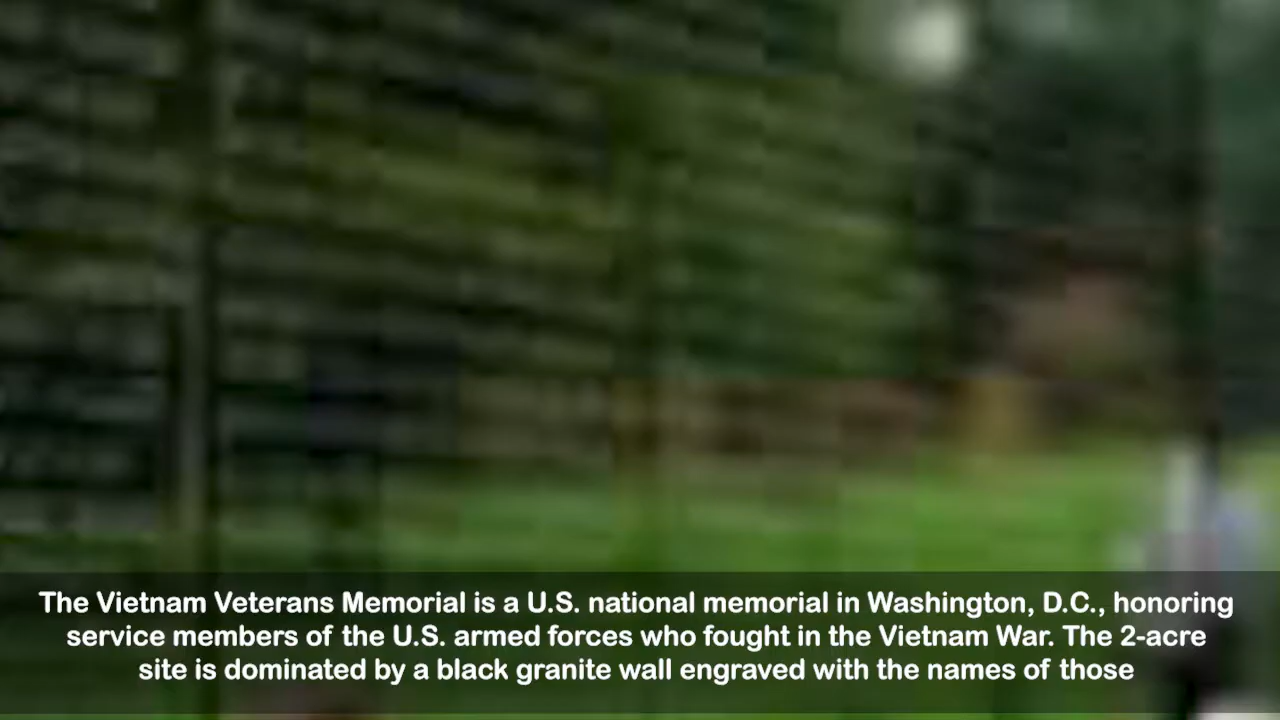 The Vietnam Veterans Memorial is a U.S. national memorial in Washington, D.C., honoring
service members of the U.S. armed forces who fought in the Vietnam War. The 2-acre
site is dominated by a black granite wall engraved with the names of those